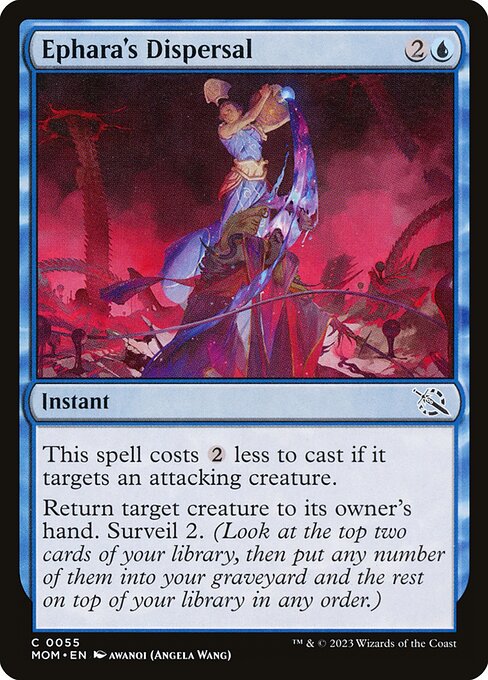 Ephara's Dispersal 2
Instant
This spell costs 2 less to cast if it
targets an attacking creature.
Return target creature to its owner's
hand. Surveil 2. (Look at the top two
cards of your library, then put any number
of them into your graveyard and the rest
on top of your library in any order.)
C 0055
MOM • EN AWANQI (ANGELA WANG)
™ & © 2023 Wizards of the Coast